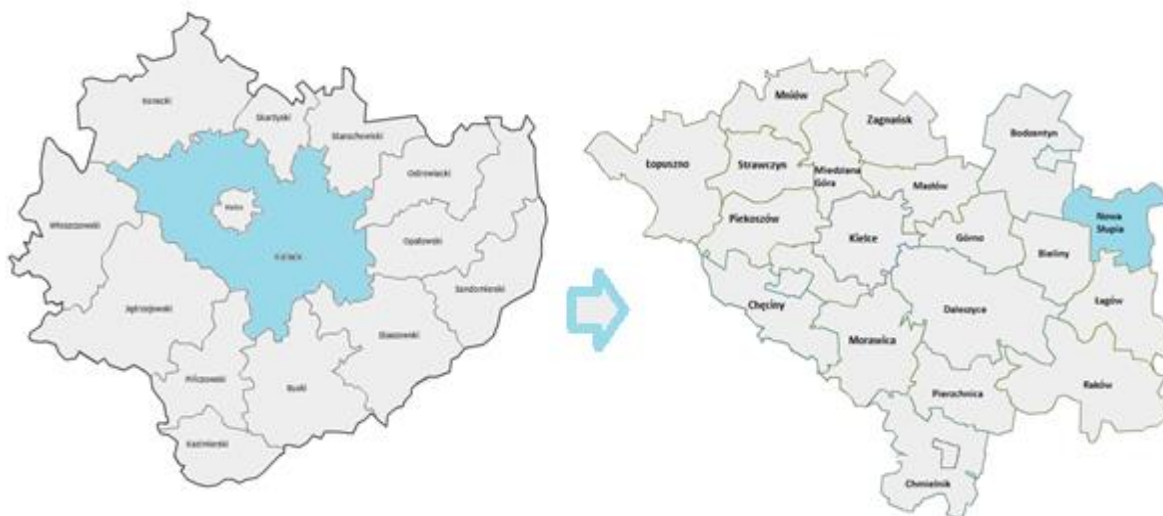 Konecki
Skarżyski
Starachowicki
Ostrowiecki
Włoszczowski
Kielce
Kielecki
Opatowski
Sandomierski
Jędrzejowski
Staszowski
Pińczowski
Buski
Kazimierski
Mniów
Zagnańsk
Bodzentyn
Łopuszno
Strawczyn
Miedziana
Góra
Masłów
Nowa
Słupia
Piekoszów
Kielce
Górno
Bieliny
Chęciny
Daleszyce
Łagów
Morawica
Pierzchnica
Raków
Chmielnik